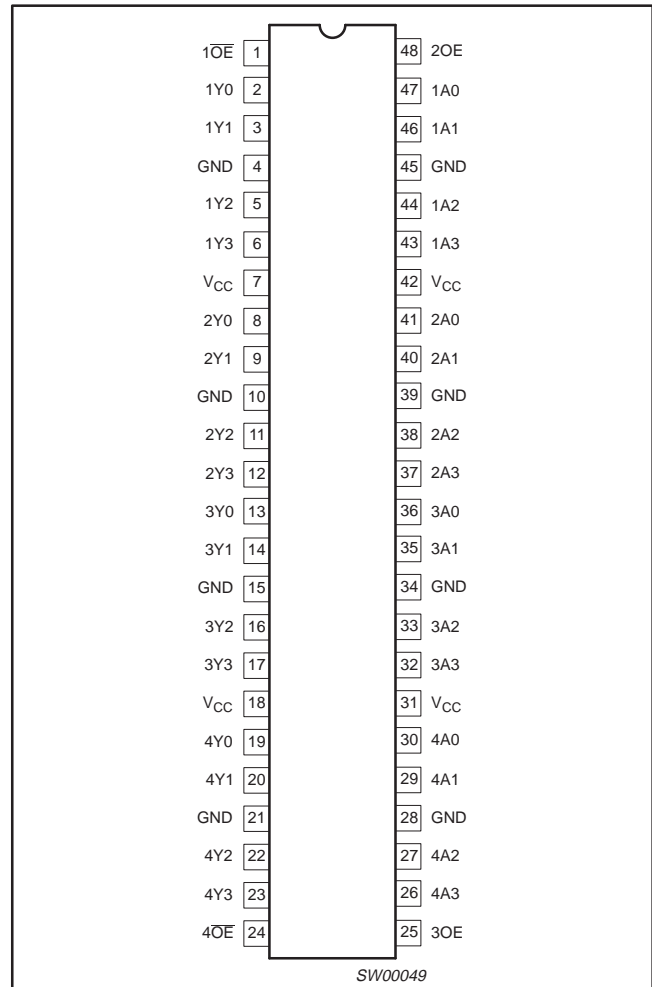 1O̅E̅ 1 48 2OE
1Y0 2 47 1A0
1Y1 3 46 1A1
GND 4 45 GND
1Y2 5 44 1A2
1Y3 6 43 1A3
VCC 7 42 VCC
2Y0 8 41 2A0
2Y1 9 40 2A1
GND 10 39 GND
2Y2 11 38 2A2
2Y3 12 37 2A3
3Y0 13 36 3A0
3Y1 14 35 3A1
GND 15 34 GND
3Y2 16 33 3A2
3Y3 17 32 3A3
VCC 18 31 VCC
4Y0 19 30 4A0
4Y1 20 29 4A1
GND 21 28 GND
4Y2 22 27 4A2
4Y3 23 26 4A3
4O̅E̅ 24 25 3OE
SW00049